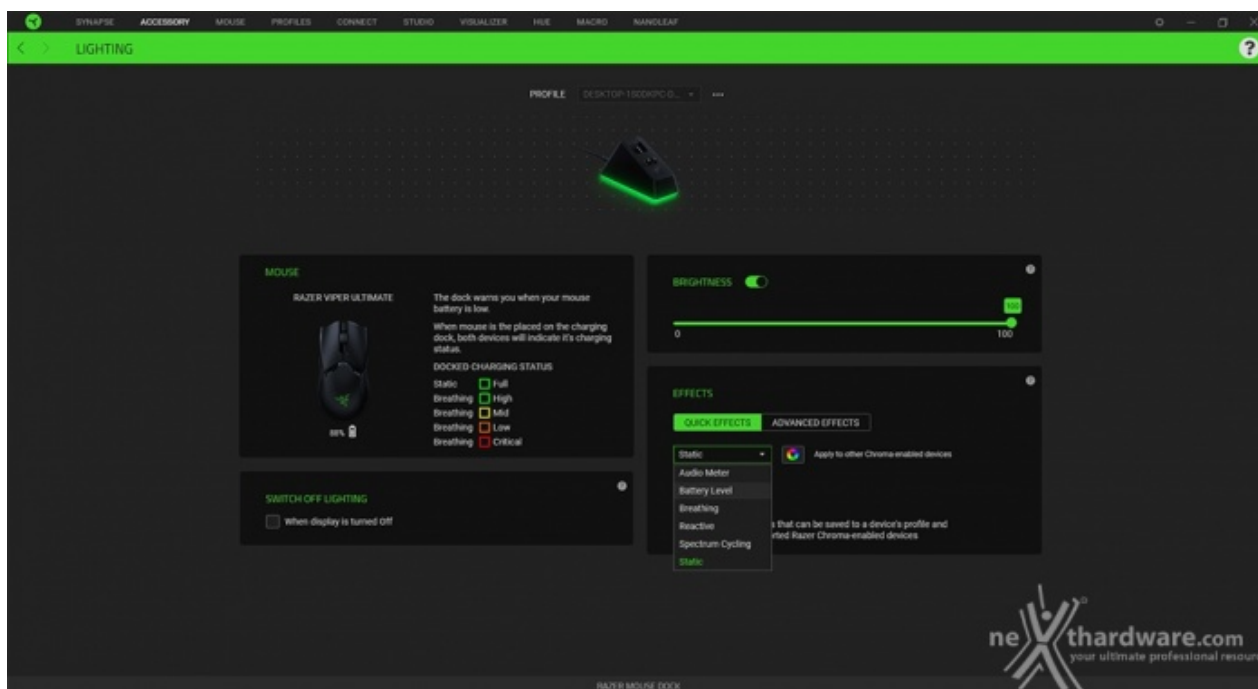 SYNAPSE ACCESSORY MOUSE PROFILES CONNECT STUDIO VISUALIZER HUE MACRO NANOLEAF
LIGHTING
?
PROFILE
MOUSE
RAZER VIPER ULTIMATE
The dock warns you when your mouse
battery is low.
When mouse is the placed on the charging
dock, both devices will indicate it's charging
status.
DOCKED CHARGING STATUS
Static Full
Breathing High
Breathing Mid
Breathing Low
Breathing Critical
SWITCH OFF LIGHTING
When display is turned Off
BRIGHTNESS
100
0 100
EFFECTS
QUICK EFFECTS ADVANCED EFFECTS
Static Apply to other Chroma-enabled devices
Audio Meter
Battery Level
Breathing
Reactive
that can be saved to a device's profile and
Razer Chroma-enabled devices
Spectrum Cycling
Static
RAZER MOUSE DOCK
nexthardware.com
your ultimate professional